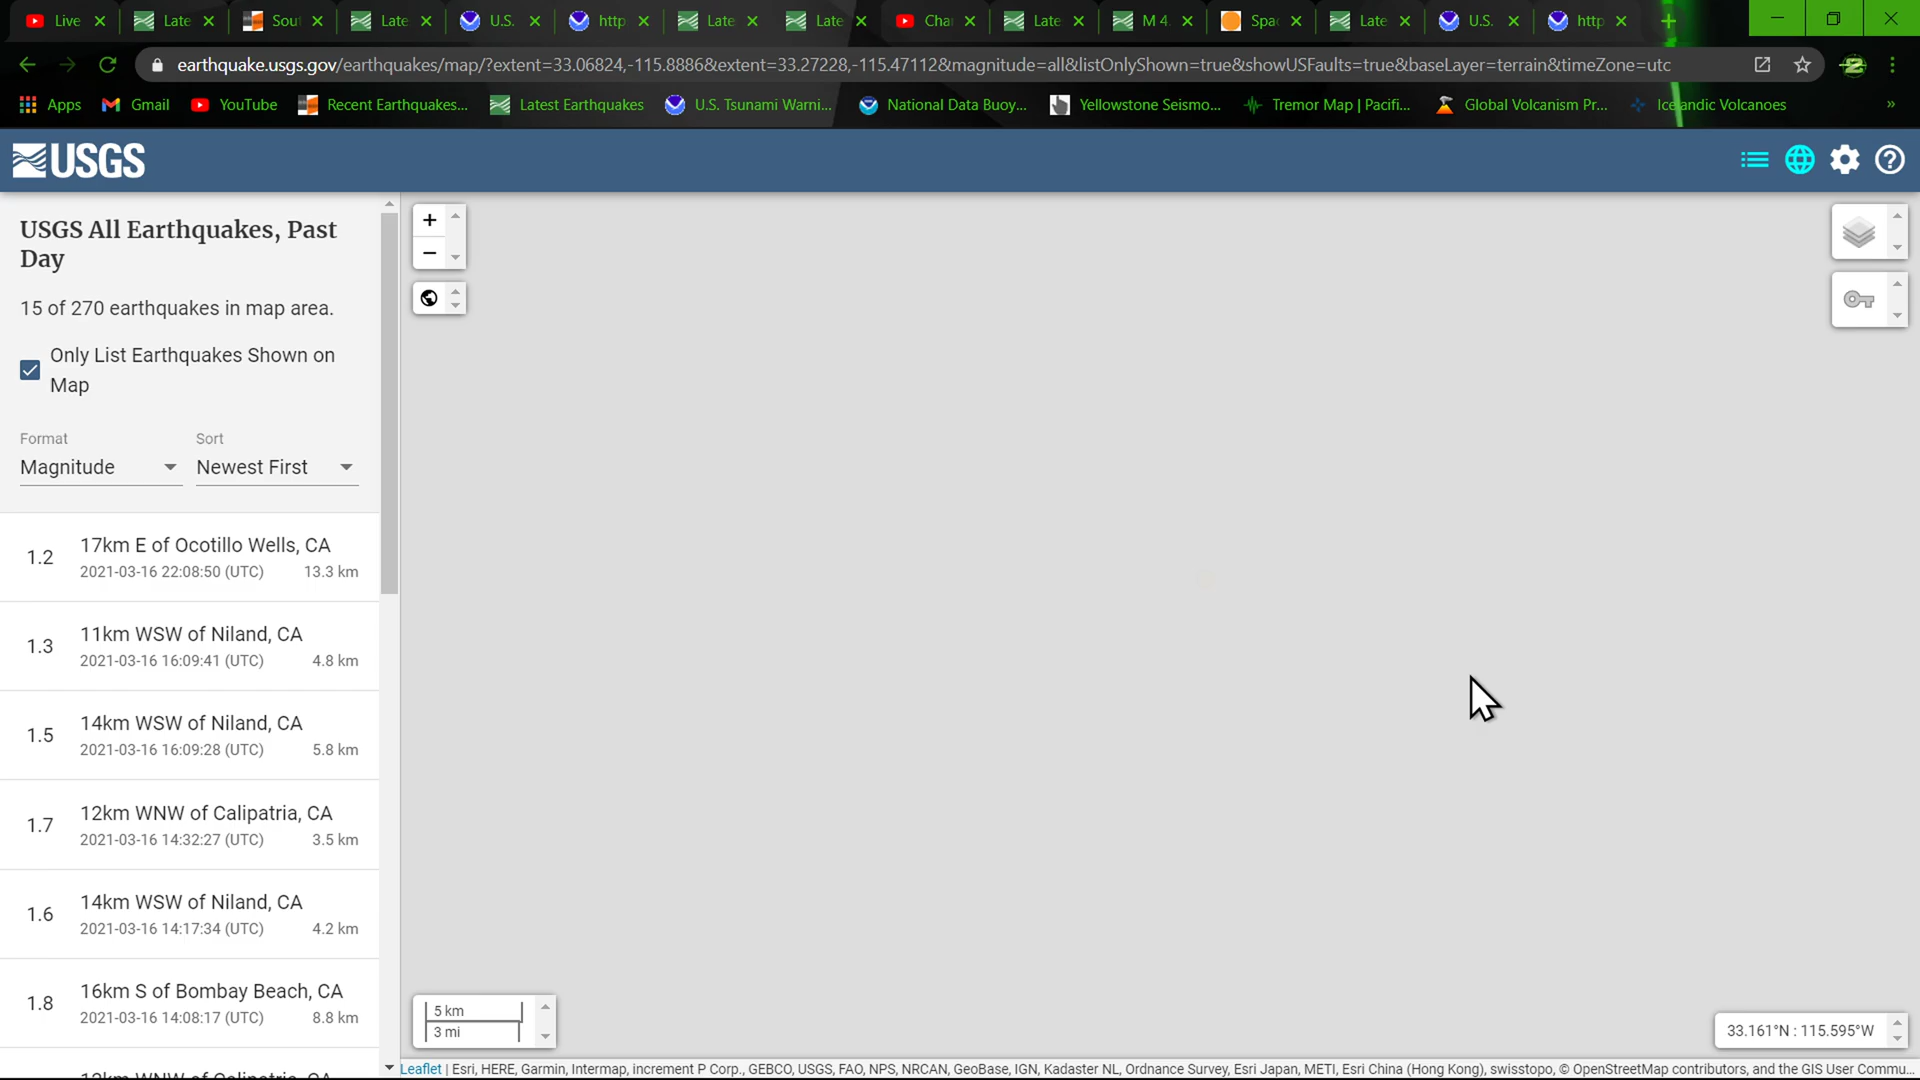 Live
Late
Sout
Late
U.S.
http
Late
Late
Cha
Late
M 4.
Spac
Late
U.S.
http
earthquake.usgs.gov/earthquakes/map/?extent=33.06824,-115.8886&extent=33.27228,-115.47112&magnitude=all&listOnlyShown=true&showUSFaults=true&baseLayer=terrain&timeZone=utc
Apps
Gmail
YouTube
Recent Earthquakes...
Latest Earthquakes
U.S. Tsunami Warni...
National Data Buoy...
Yellowstone Seismo...
Tremor Map | Pacifi...
Global Volcanism Pr...
Icelandic Volcanoes
»
USGS
USGS All Earthquakes, Past
Day
15 of 270 earthquakes in map area.
Only List Earthquakes Shown on
Map
Format
Sort
Magnitude
Newest First
1.2
17km E of Ocotillo Wells, CA
2021-03-16 22:08:50 (UTC)
13.3 km
1.3
11km WSW of Niland, CA
2021-03-16 16:09:41 (UTC)
4.8 km
1.5
14km WSW of Niland, CA
2021-03-16 16:09:28 (UTC)
5.8 km
1.7
12km WNW of Calipatria, CA
2021-03-16 14:32:27 (UTC)
3.5 km
1.6
14km WSW of Niland, CA
2021-03-16 14:17:34 (UTC)
4.2 km
1.8
16km S of Bombay Beach, CA
2021-03-16 14:08:17 (UTC)
8.8 km
12km WNW of Calipatria, CA
+
−
5 km
3 mi
33.161°N : 115.595°W
Leaflet | Esri, HERE, Garmin, Intermap, increment P Corp., GEBCO, USGS, FAO, NPS, NRCAN, GeoBase, IGN, Kadaster NL, Ordnance Survey, Esri Japan, METI, Esri China (Hong Kong), swisstopo, © OpenStreetMap contributors, and the GIS User Commu...